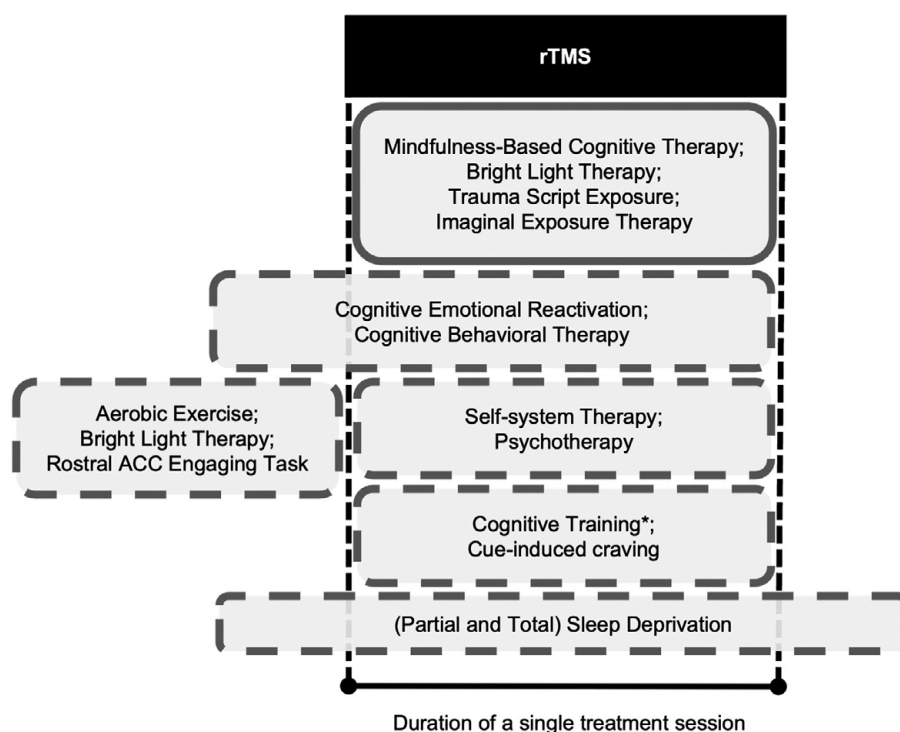 rTMS
Mindfulness-Based Cognitive Therapy;
Bright Light Therapy;
Trauma Script Exposure;
Imaginal Exposure Therapy
Cognitive Emotional Reactivation;
Cognitive Behavioral Therapy
Aerobic Exercise;
Bright Light Therapy;
Rostral ACC Engaging Task
Self-system Therapy;
Psychotherapy
Cognitive Training*;
Cue-induced craving
(Partial and Total) Sleep Deprivation
Duration of a single treatment session